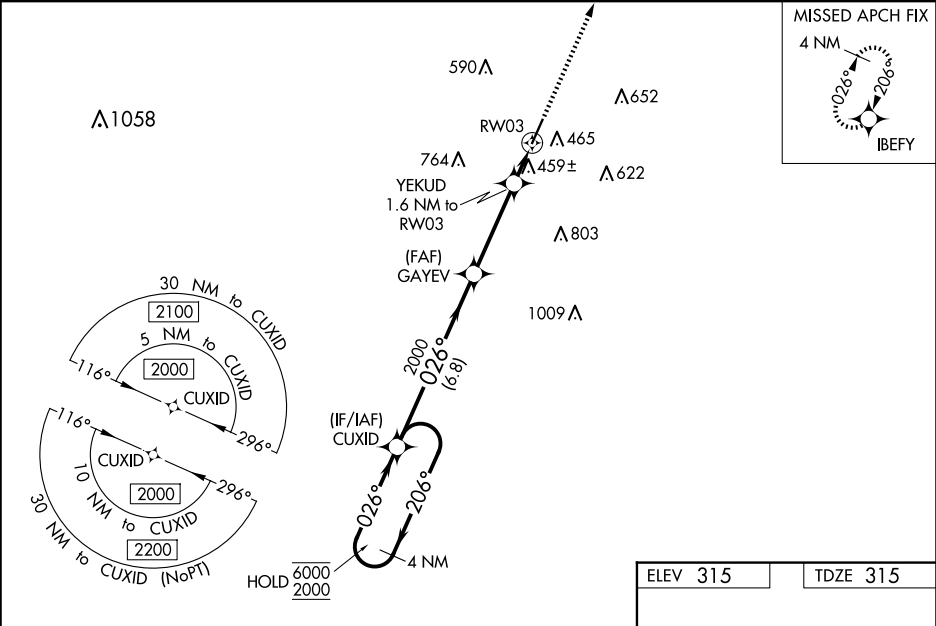 MISSED APCH FIX
4 NM
026°
206°
IBEFY
590
652
1058
RW03
465
764
459±
622
YEKUD
1.6 NM to
RW03
803
(FAF)
GAYEV
1009
2000
026°
(6.8)
30 NM to CUXID
2100
5 NM to CUXID
2000
116°
CUXID
296°
116°
CUXID
296°
2000
10 NM to CUXID
2200
30 NM to CUXID (NoPT)
(IF/IAF)
CUXID
026°
206°
4 NM
HOLD 6000
2000
ELEV 315
TDZE 315